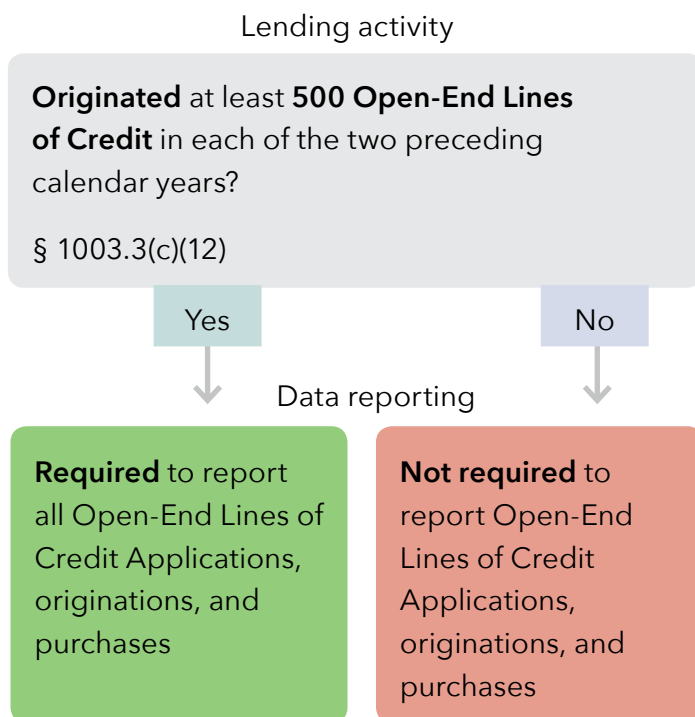 Lending activity
Originated at least 500 Open-End Lines
of Credit in each of the two preceding
calendar years?
§ 1003.3(c)(12)
Yes
No
Data reporting
Required to report
all Open-End Lines of
Credit Applications,
originations, and
purchases
Not required to
report Open-End
Lines of Credit
Applications,
originations, and
purchases